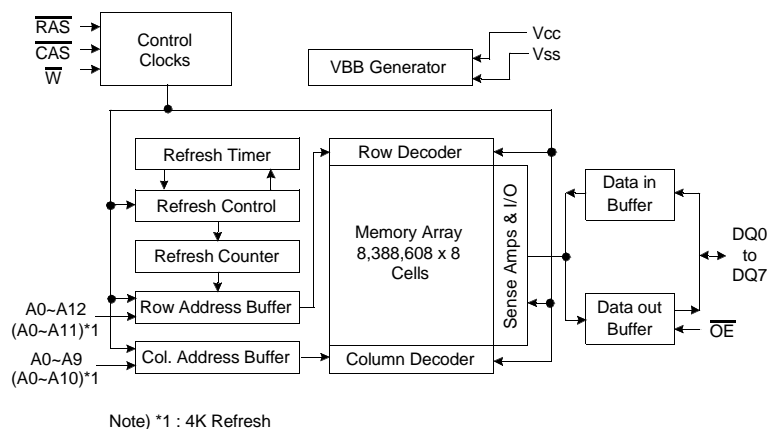 RAS
CAS
W
Control
Clocks
VBB Generator
Vcc
Vss
Refresh Timer
Refresh Control
Refresh Counter
Row Address Buffer
Col. Address Buffer
A0~A12
(A0~A11)*1
A0~A9
(A0~A10)*1
Row Decoder
Memory Array
8,388,608 x 8
Cells
Column Decoder
Sense Amps & I/O
Data in
Buffer
Data out
Buffer
OE
DQ0
to
DQ7
Note) *1 : 4K Refresh